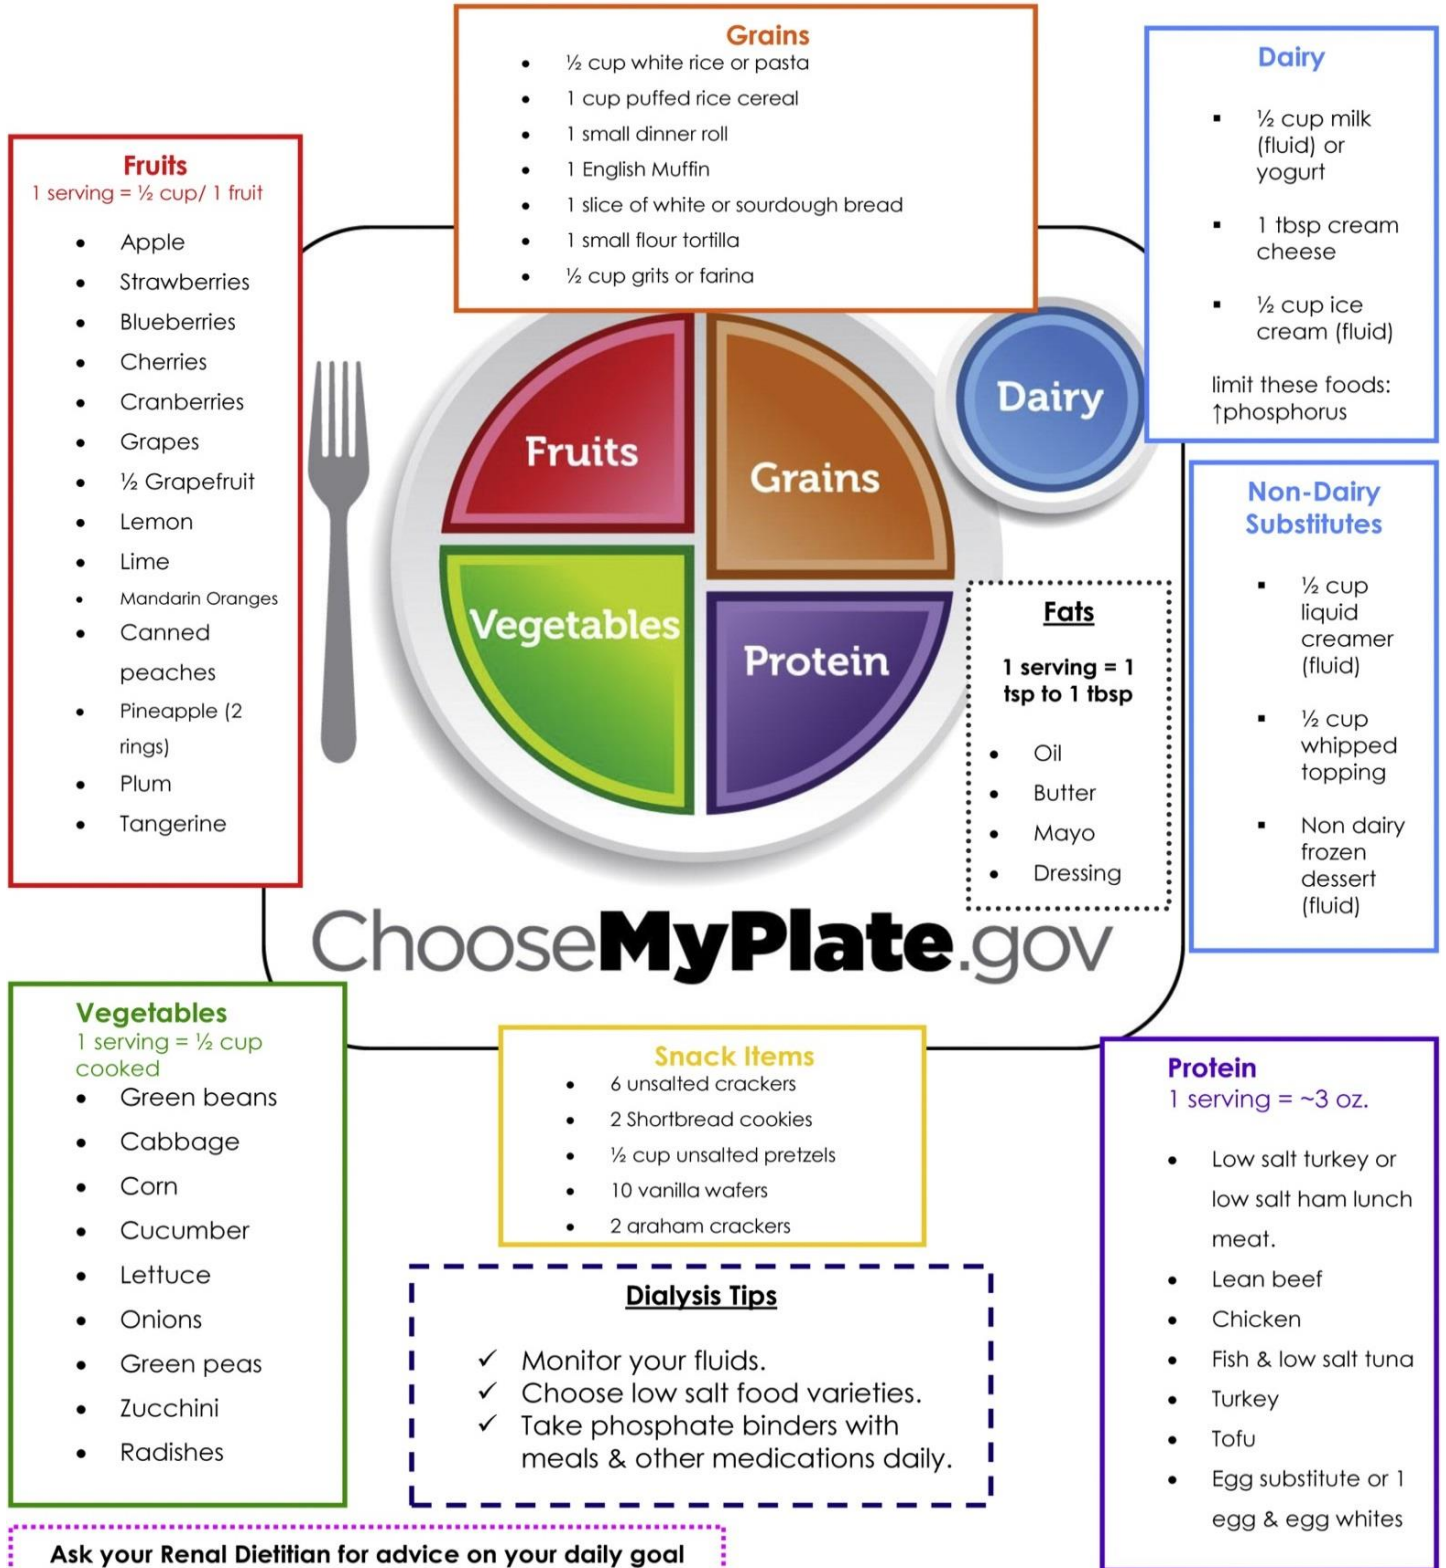 Grains
• ½ cup white rice or pasta
• 1 cup puffed rice cereal
• 1 small dinner roll
• 1 English Muffin
• 1 slice of white or sourdough bread
• 1 small flour tortilla
• ½ cup grits or farina
Dairy
▪ ½ cup milk
(fluid) or
yogurt
▪ 1 tbsp cream
cheese
▪ ½ cup ice
cream (fluid)
limit these foods:
↑phosphorus
Fruits
1 serving = ½ cup/ 1 fruit
• Apple
• Strawberries
• Blueberries
• Cherries
• Cranberries
• Grapes
• ½ Grapefruit
• Lemon
• Lime
• Mandarin Oranges
• Canned
peaches
• Pineapple (2
rings)
• Plum
• Tangerine
Fruits
Grains
Dairy
Vegetables
Protein
Non-Dairy
Substitutes
▪ ½ cup
liquid
creamer
(fluid)
▪ ½ cup
whipped
topping
▪ Non dairy
frozen
dessert
(fluid)
Fats
1 serving = 1
tsp to 1 tbsp
• Oil
• Butter
• Mayo
• Dressing
ChooseMyPlate.gov
Vegetables
1 serving = ½ cup
cooked
• Green beans
• Cabbage
• Corn
• Cucumber
• Lettuce
• Onions
• Green peas
• Zucchini
• Radishes
Snack Items
• 6 unsalted crackers
• 2 Shortbread cookies
• ½ cup unsalted pretzels
• 10 vanilla wafers
• 2 graham crackers
Protein
1 serving = ~3 oz.
• Low salt turkey or
low salt ham lunch
meat.
• Lean beef
• Chicken
• Fish & low salt tuna
• Turkey
• Tofu
• Egg substitute or 1
egg & egg whites
Dialysis Tips
✓ Monitor your fluids.
✓ Choose low salt food varieties.
✓ Take phosphate binders with
meals & other medications daily.
Ask your Renal Dietitian for advice on your daily goal